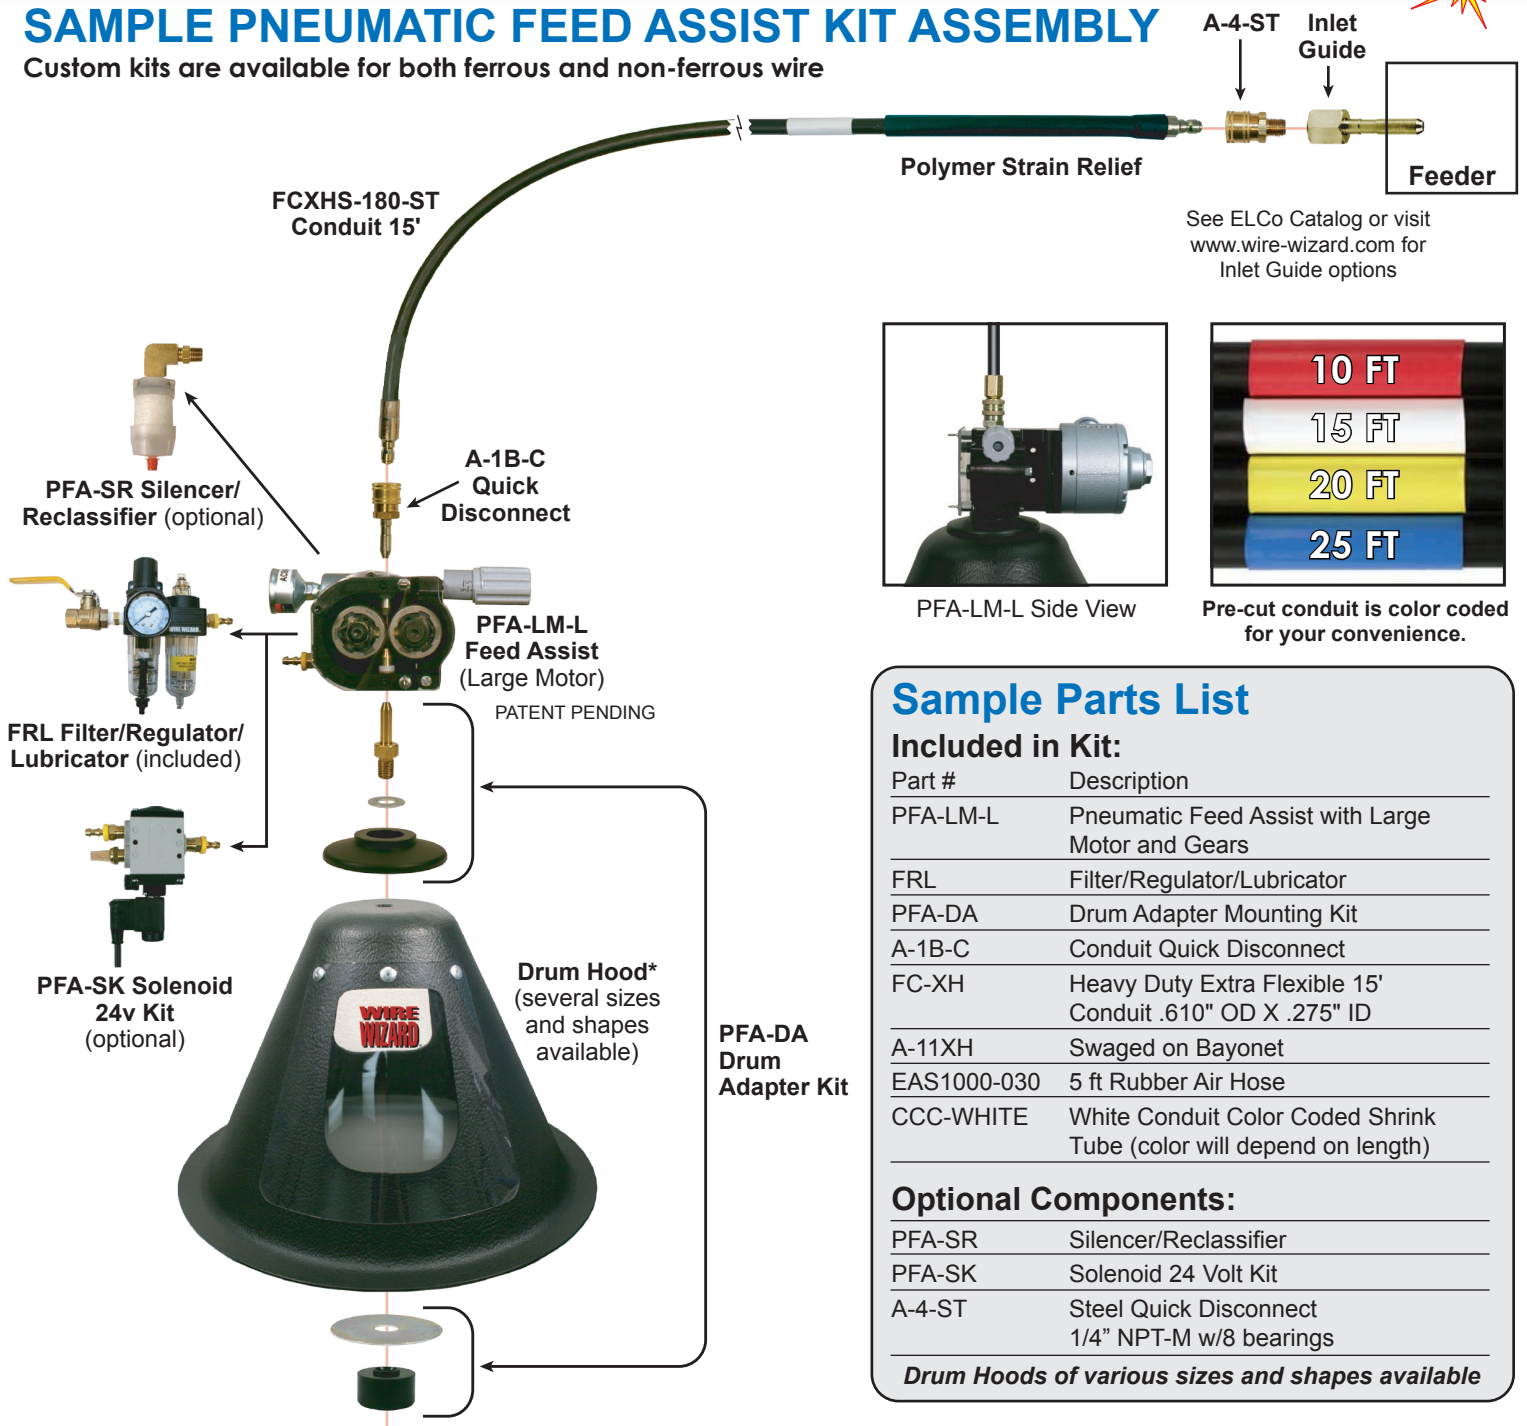 SAMPLE PNEUMATIC FEED ASSIST KIT ASSEMBLY
Custom kits are available for both ferrous and non-ferrous wire
A-4-ST
Inlet
Guide
Feeder
Polymer Strain Relief
See ELCo Catalog or visit
www.wire-wizard.com for
Inlet Guide options
FCXHS-180-ST
Conduit 15'
PFA-SR Silencer/
Reclassifier (optional)
A-1B-C
Quick
Disconnect
PFA-LM-L
Feed Assist
(Large Motor)
PATENT PENDING
WIRE WIZARD
FRL Filter/Regulator/
Lubricator (included)
PFA-SK Solenoid
24v Kit
(optional)
WIRE
WIZARD
Drum Hood*
(several sizes
and shapes
available)
PFA-DA
Drum
Adapter Kit
PFA-LM-L Side View
10 FT
15 FT
20 FT
25 FT
Pre-cut conduit is color coded
for your convenience.
Sample Parts List
Included in Kit:
Part # Description
PFA-LM-L Pneumatic Feed Assist with Large
Motor and Gears
FRL Filter/Regulator/Lubricator
PFA-DA Drum Adapter Mounting Kit
A-1B-C Conduit Quick Disconnect
FC-XH Heavy Duty Extra Flexible 15'
Conduit .610" OD X .275" ID
A-11XH Swaged on Bayonet
EAS1000-030 5 ft Rubber Air Hose
CCC-WHITE White Conduit Color Coded Shrink
Tube (color will depend on length)
Optional Components:
PFA-SR Silencer/Reclassifier
PFA-SK Solenoid 24 Volt Kit
A-4-ST Steel Quick Disconnect
1/4” NPT-M w/8 bearings
Drum Hoods of various sizes and shapes available